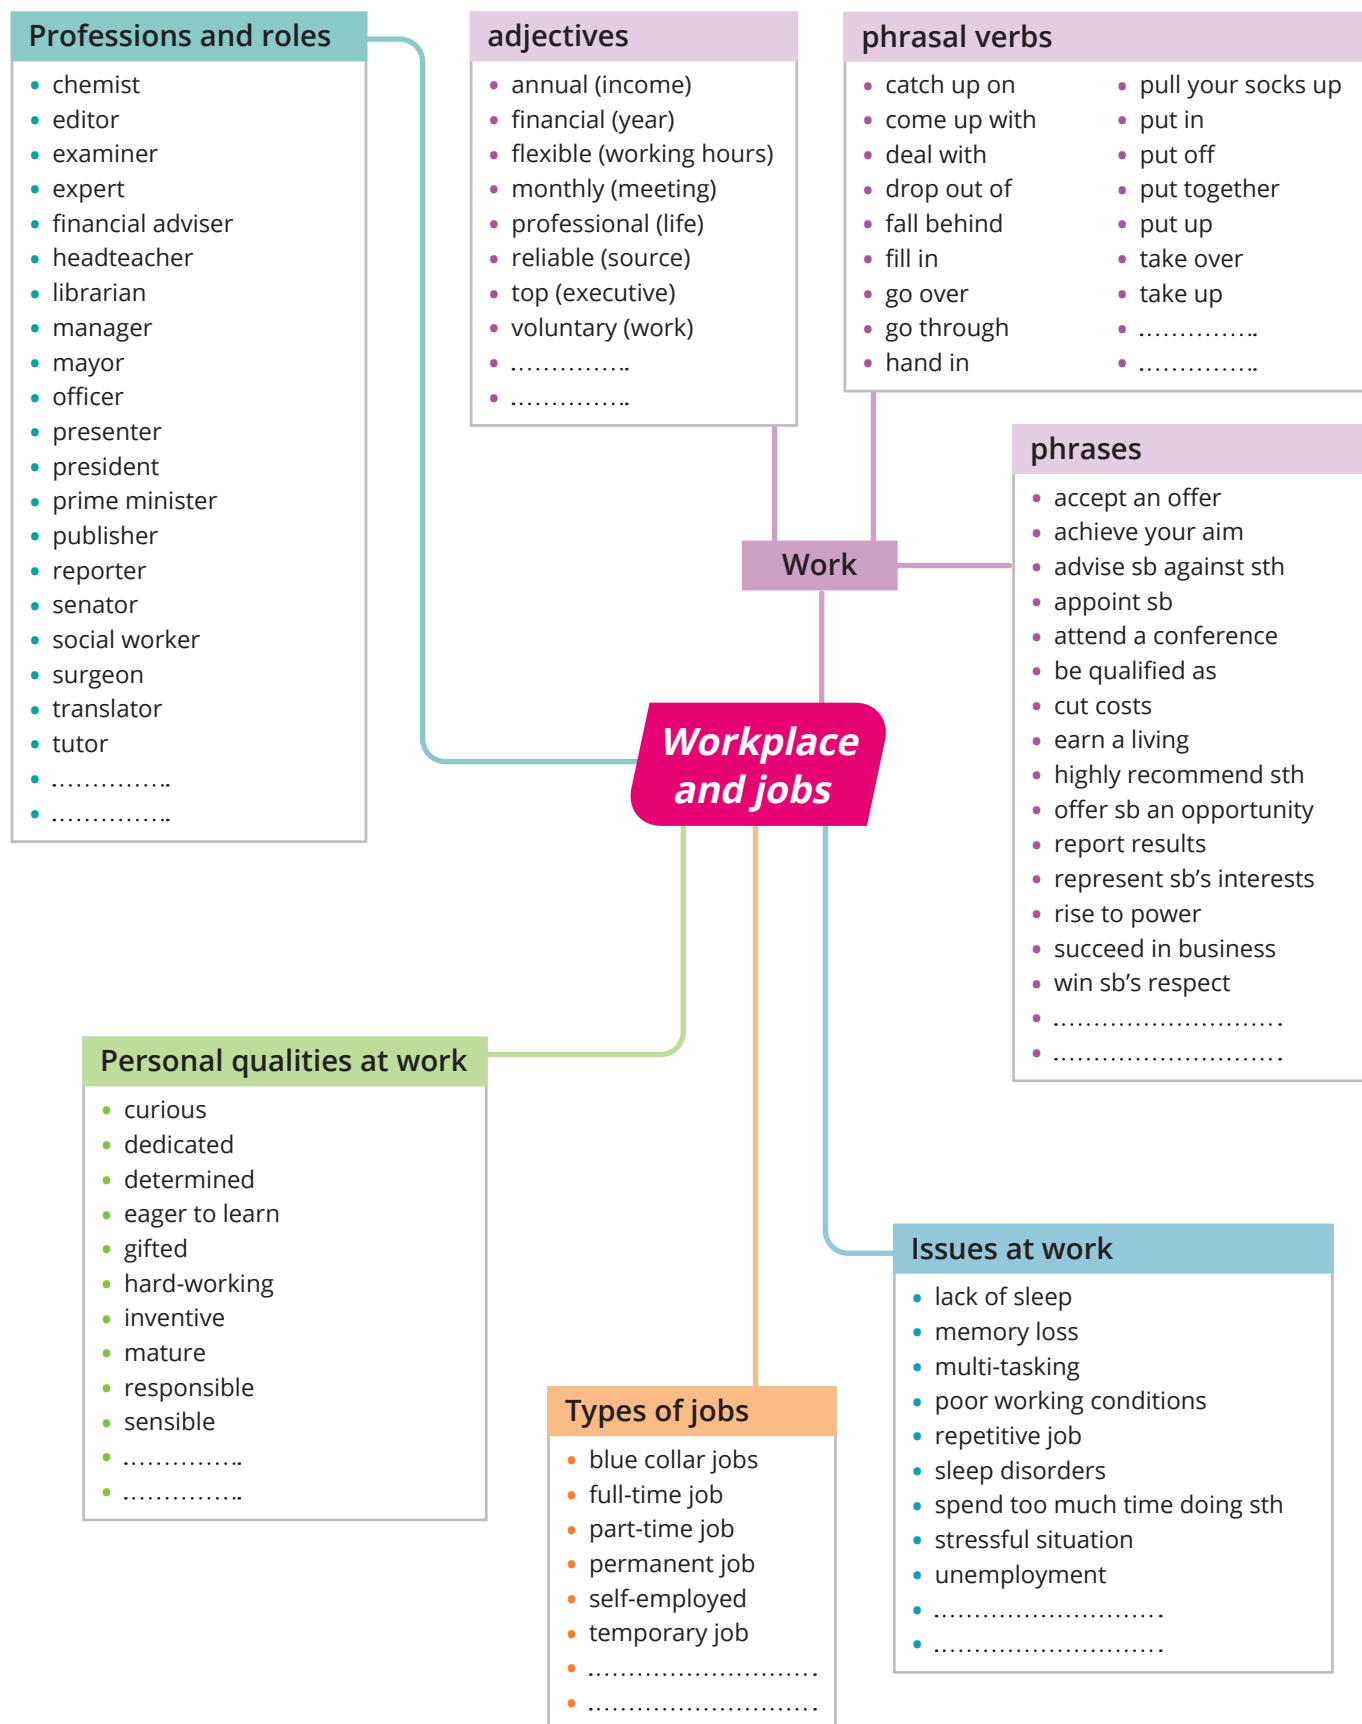 Professions and roles
• chemist
• editor
• examiner
• expert
• financial adviser
• headteacher
• librarian
• manager
• mayor
• officer
• presenter
• president
• prime minister
• publisher
• reporter
• senator
• social worker
• surgeon
• translator
• tutor
• ...............
• ...............
adjectives
• annual (income)
• financial (year)
• flexible (working hours)
• monthly (meeting)
• professional (life)
• reliable (source)
• top (executive)
• voluntary (work)
• ...............
• ...............
phrasal verbs
• catch up on
• come up with
• deal with
• drop out of
• fall behind
• fill in
• go over
• go through
• hand in
• pull your socks up
• put in
• put off
• put together
• put up
• take over
• take up
• ...............
• ...............
phrases
• accept an offer
• achieve your aim
• advise sb against sth
• appoint sb
• attend a conference
• be qualified as
• cut costs
• earn a living
• highly recommend sth
• offer sb an opportunity
• report results
• represent sb's interests
• rise to power
• succeed in business
• win sb's respect
• ............................
• ............................
Work
Workplace
and jobs
Personal qualities at work
• curious
• dedicated
• determined
• eager to learn
• gifted
• hard-working
• inventive
• mature
• responsible
• sensible
• ...............
• ...............
Types of jobs
• blue collar jobs
• full-time job
• part-time job
• permanent job
• self-employed
• temporary job
• ............................
• ............................
Issues at work
• lack of sleep
• memory loss
• multi-tasking
• poor working conditions
• repetitive job
• sleep disorders
• spend too much time doing sth
• stressful situation
• unemployment
• ............................
• ............................